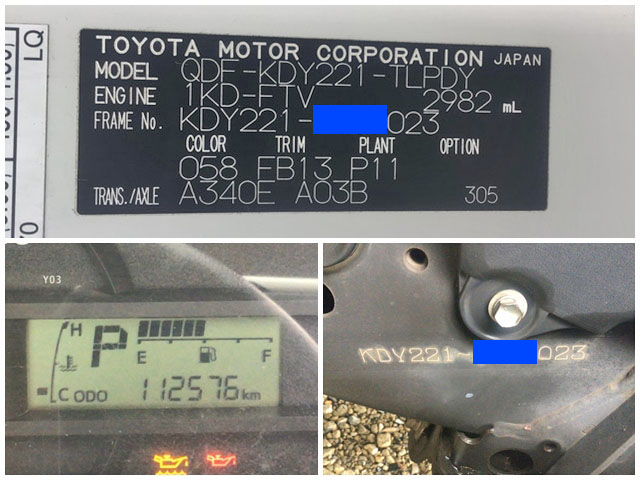 LQ
TOYOTA MOTOR CORPORATION JAPAN
MODEL QDF-KDY221-TLPDY
ENGINE 1KD-FTV 2982 mL
FRAME No. KDY221- 023
COLOR TRIM PLANT OPTION
058 FB13 P11
TRANS./AXLE A340E A03B 305
Y03
H P
E F
C ODO 112576 km
KDY221- 023